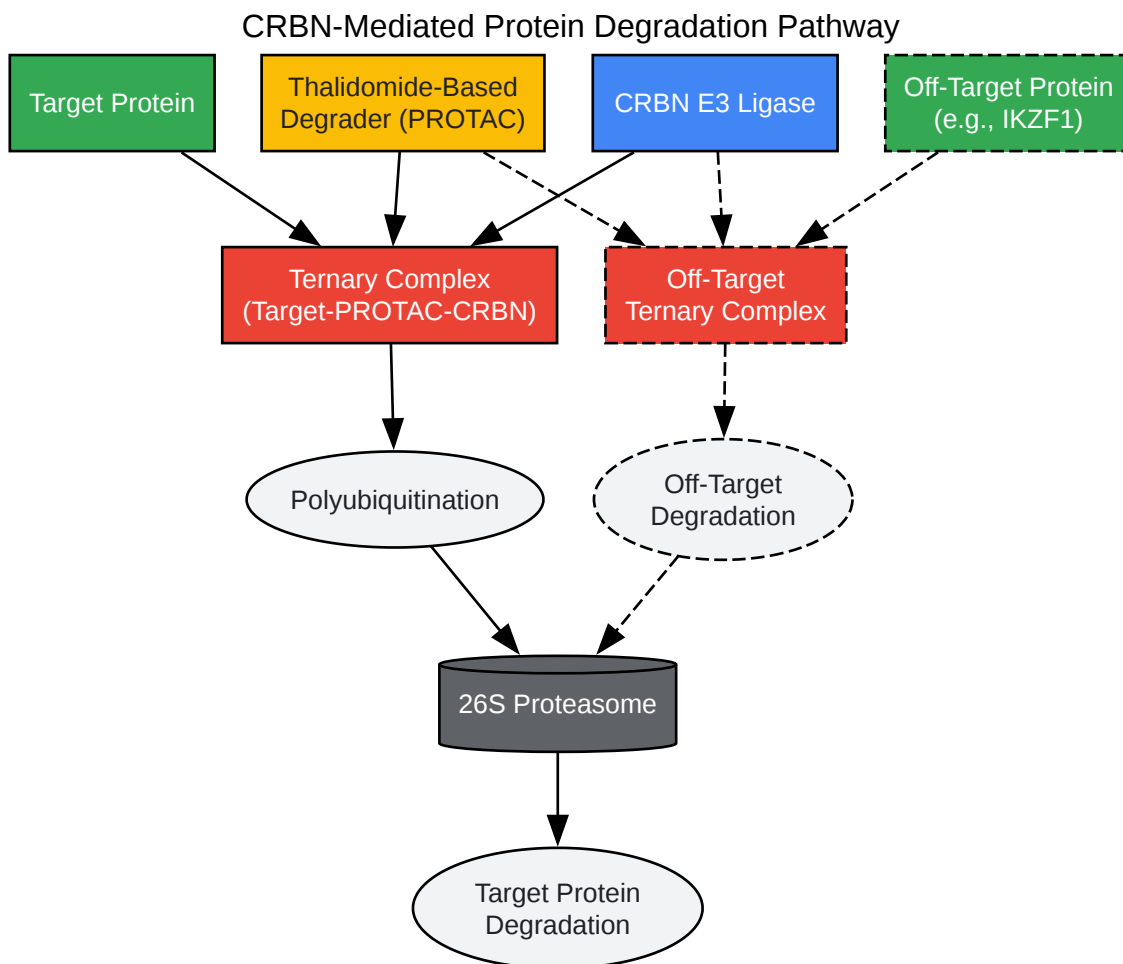 CRBN-Mediated Protein Degradation Pathway
Target Protein
Thalidomide-Based
Degrader (PROTAC)
CRBN E3 Ligase
Off-Target Protein
(e.g., IKZF1)
Ternary Complex
(Target-PROTAC-CRBN)
Off-Target
Ternary Complex
Polyubiquitination
Off-Target
Degradation
26S Proteasome
Target Protein
Degradation